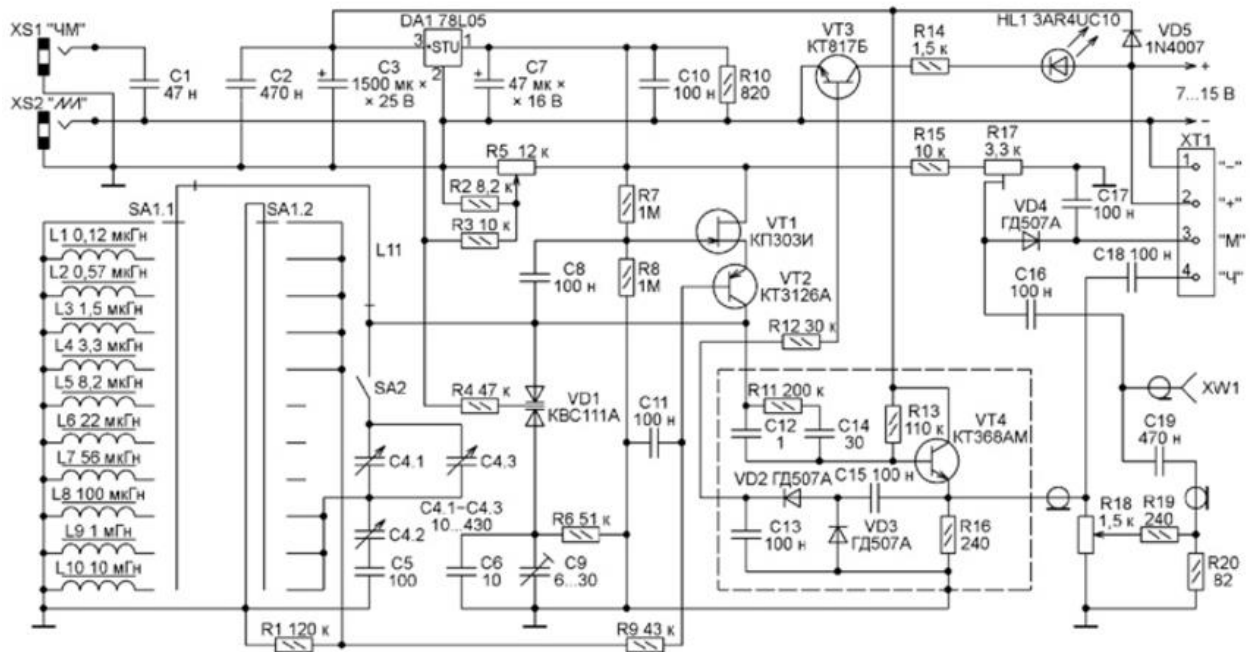 XS1 "ЧМ"
XS2
C1
47 н
C2
470 н
+
C3
1500 мк ×
× 25 В
DA1 78L05
3
STU
1
2
+
C7
47 мк ×
× 16 В
C10
100 н
R10
820
VT3
КТ817Б
R14
1,5 к
HL1 3AR4UC10
VD5
1N4007
+
7...15 В
–
R5 12 к
R2 8,2 к
R3 10 к
R7
1М
R8
1М
VT1
КП303И
VT2
КТ3126А
R15
10 к
R17
3,3 к
XT1
1 "–"
2 "+"
3 "М"
4 "Ч"
C17
100 н
VD4
ГД507А
C18 100 н
C16
100 н
SA1.1
SA1.2
L1 0,12 мкГн
L2 0,57 мкГн
L3 1,5 мкГн
L4 3,3 мкГн
L5 8,2 мкГн
L6 22 мкГн
L7 56 мкГн
L8 100 мкГн
L9 1 мГн
L10 10 мГн
L11
C8
100 н
R12 30 к
SA2
R4 47 к
VD1
КВС111А
C11
100 н
R11 200 к
C12
1
C14
30
R13
110 к
VT4
КТ368АМ
XW1
C19
470 н
C4.1
C4.3
C4.2
C4.1–C4.3
10...430
C5
100
R6 51 к
C6
10
C9
6...30
VD2 ГД507А
C15 100 н
C13
100 н
VD3
ГД507А
R16
240
R18
1,5 к
R19
240
R20
82
R1 120 к
R9 43 к